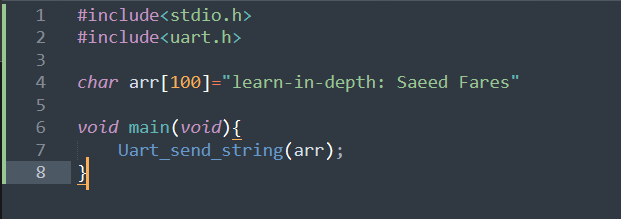 1 #include<stdio.h>
2 #include<uart.h>
3
4 char arr[100]="learn-in-depth: Saeed Fares"
5
6 void main(void){
7     Uart_send_string(arr);
8 }